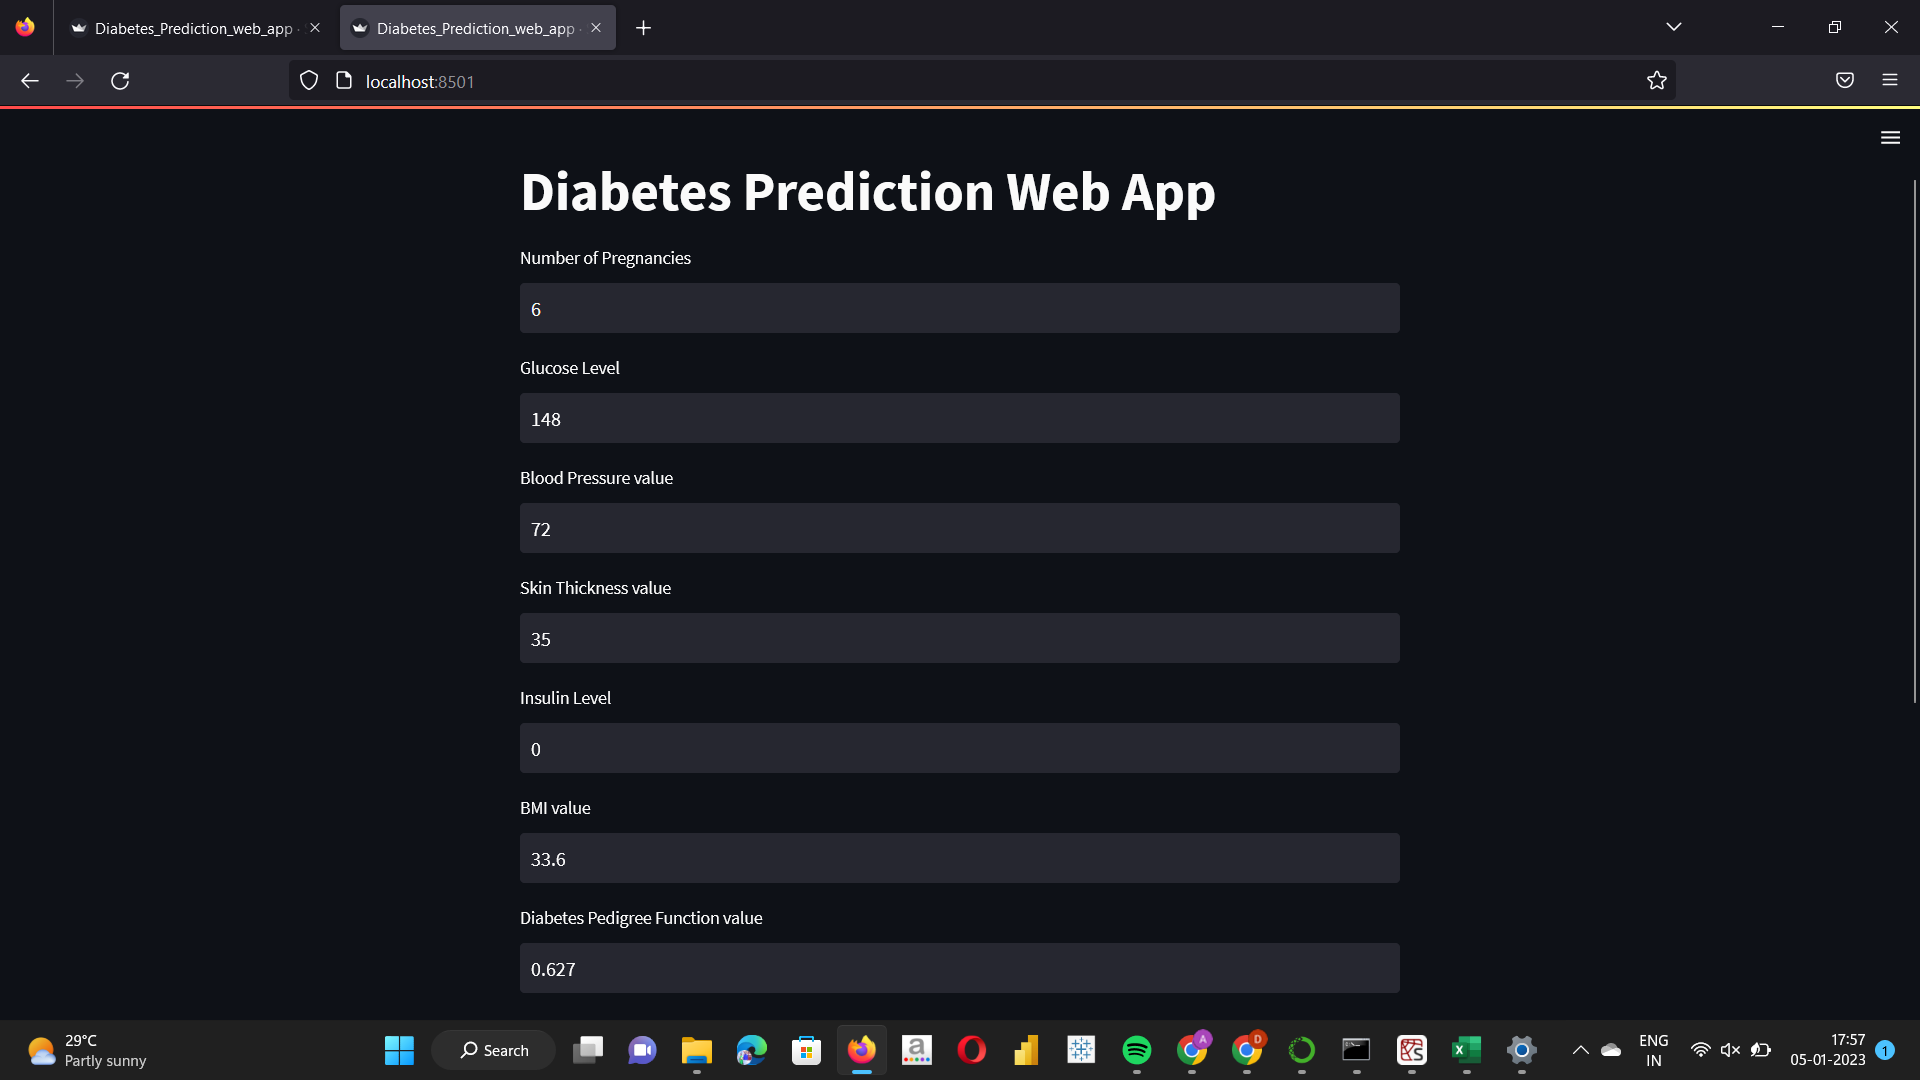 Diabetes_Prediction_web_app ·
Diabetes_Prediction_web_app ·
localhost:8501
Diabetes Prediction Web App
Number of Pregnancies
6
Glucose Level
148
Blood Pressure value
72
Skin Thickness value
35
Insulin Level
0
BMI value
33.6
Diabetes Pedigree Function value
0.627
29°C
Partly sunny
Search
a
A
D
ENG
IN
17:57
05-01-2023
1